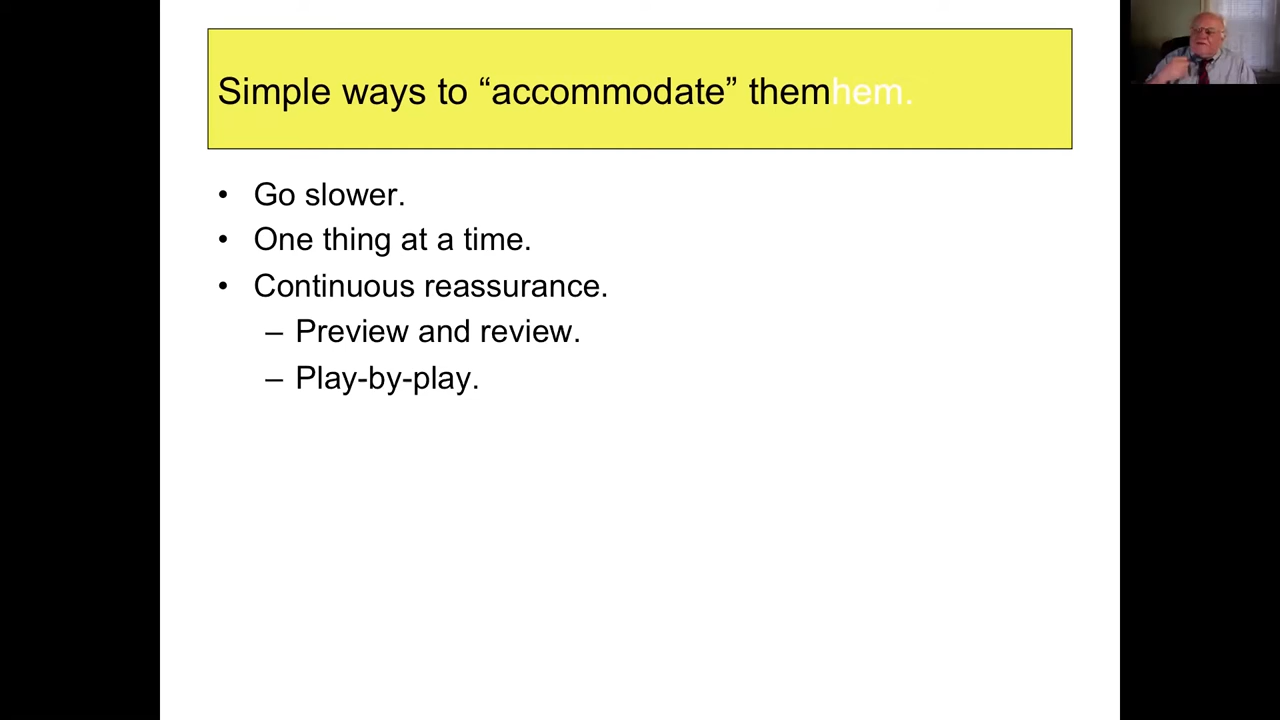 Simple ways to “accommodate” themhem.
• Go slower.
• One thing at a time.
• Continuous reassurance.
– Preview and review.
– Play-by-play.